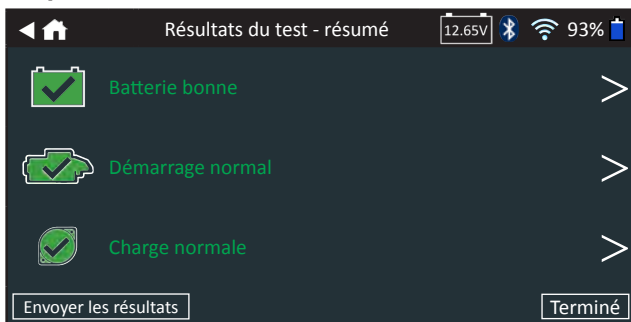 Résultats du test - résumé 12.65V 93%
Batterie bonne
Démarrage normal
Charge normale
Envoyer les résultats Terminé